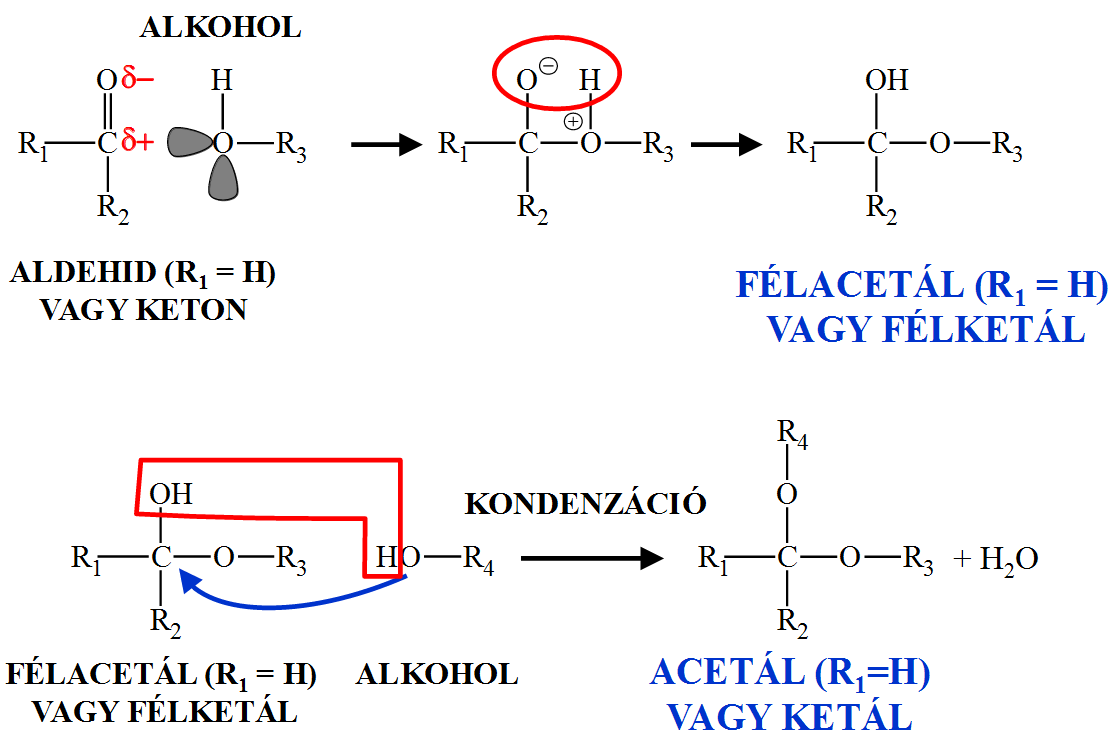 ALKOHOL
O δ− H O ⊖ H OH
R₁ C δ+ O R₃ R₁ C ⊕ O R₃ R₁ C O R₃
R₂ R₂ R₂
ALDEHID (R₁ = H)
VAGY KETON
FÉLACETÁL (R₁ = H)
VAGY FÉLKETÁL
R₄
OH KONDENZÁCIÓ O
R₁ C O R₃ HO R₄ R₁ C O R₃ + H₂O
R₂ R₂
FÉLACETÁL (R₁ = H)
VAGY FÉLKETÁL
ALKOHOL
ACETÁL (R₁=H)
VAGY KETÁL